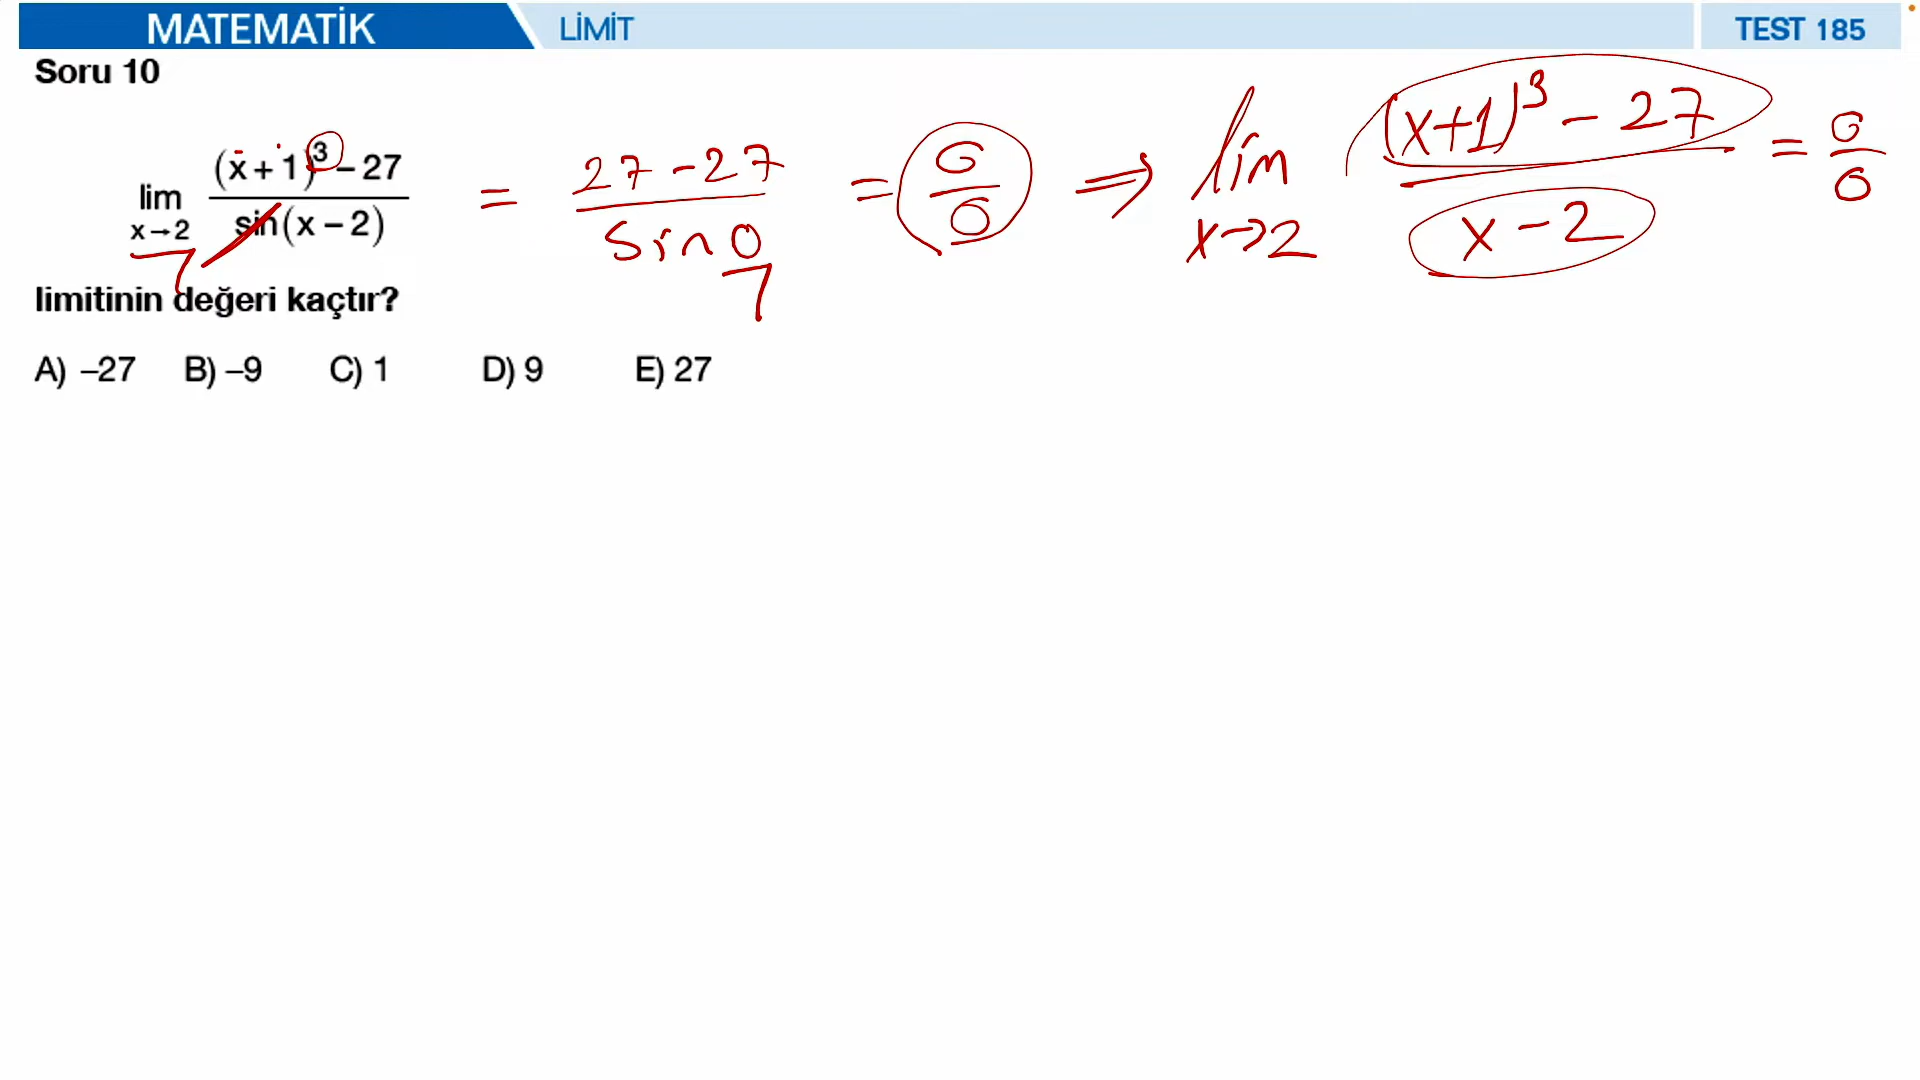 MATEMATİK LİMİT TEST 185
Soru 10
lim x→2 (x + 1)³ – 27 / sin(x – 2) = 27 - 27 / Sin 0 = 0/0 ⇒ lim x→2 (x+1)³ - 27 / x - 2 = 0/0
limitinin değeri kaçtır?
A) –27 B) –9 C) 1 D) 9 E) 27